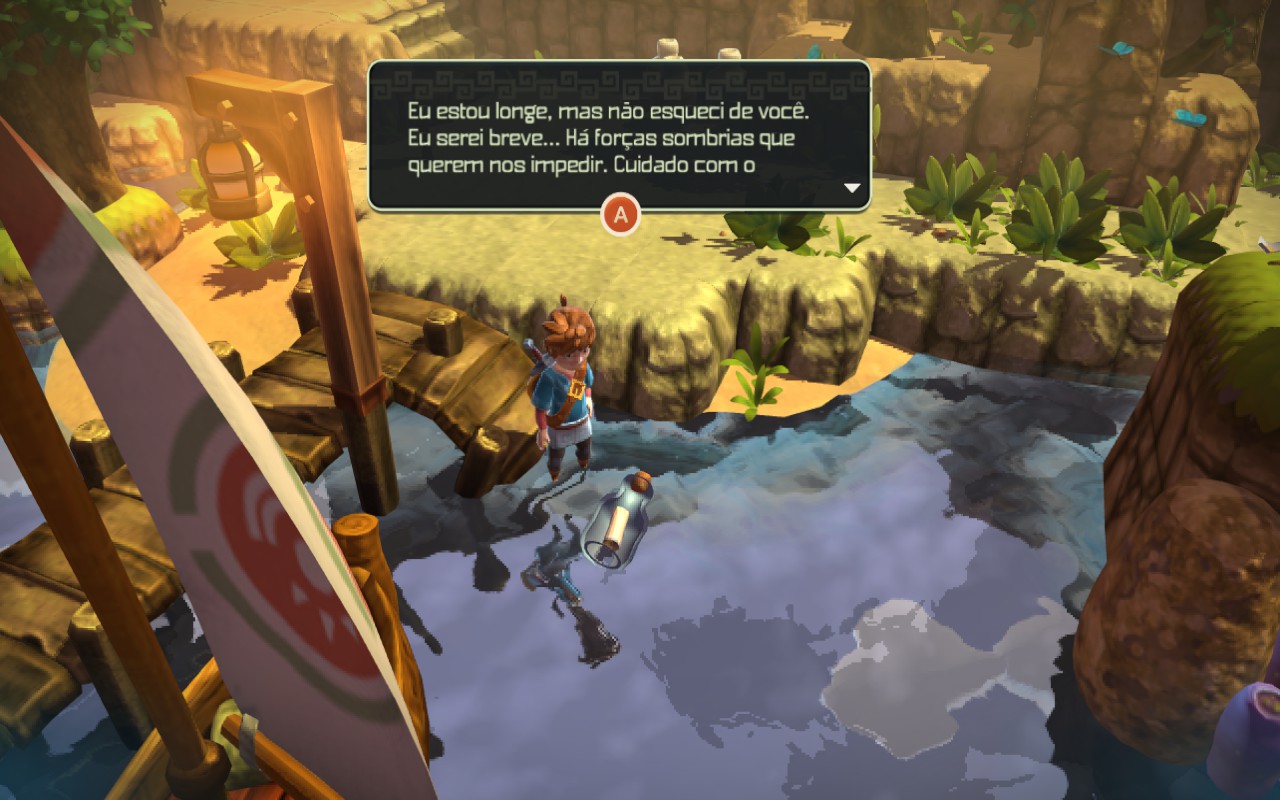 Eu estou longe, mas não esqueci de você.
Eu serei breve... Há forças sombrias que
querem nos impedir. Cuidado com o
A